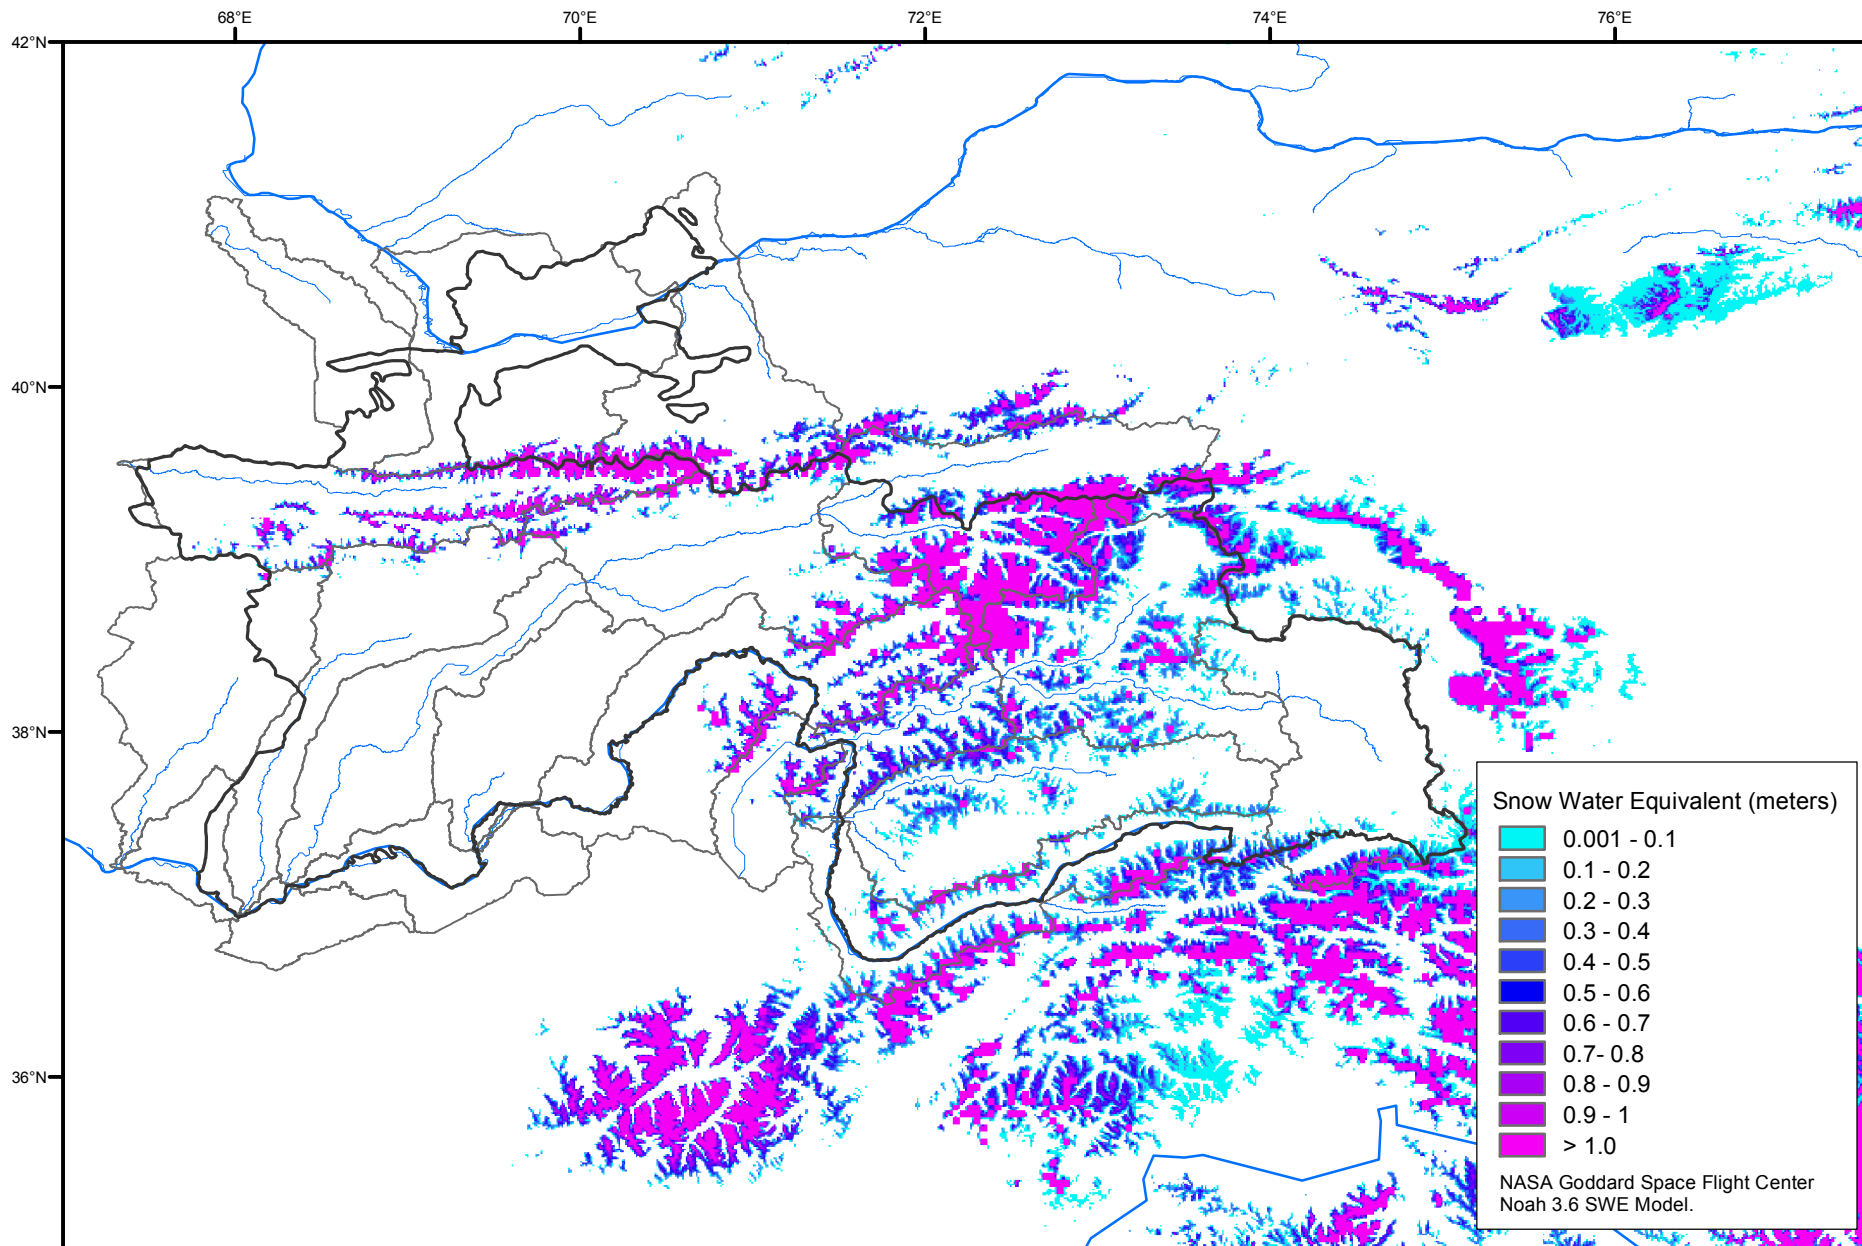 68°E 70°E 72°E 74°E 76°E
42°N
40°N
38°N
36°N
Snow Water Equivalent (meters)
0.001 - 0.1
0.1 - 0.2
0.2 - 0.3
0.3 - 0.4
0.4 - 0.5
0.5 - 0.6
0.6 - 0.7
0.7- 0.8
0.8 - 0.9
0.9 - 1
> 1.0
NASA Goddard Space Flight Center
Noah 3.6 SWE Model.